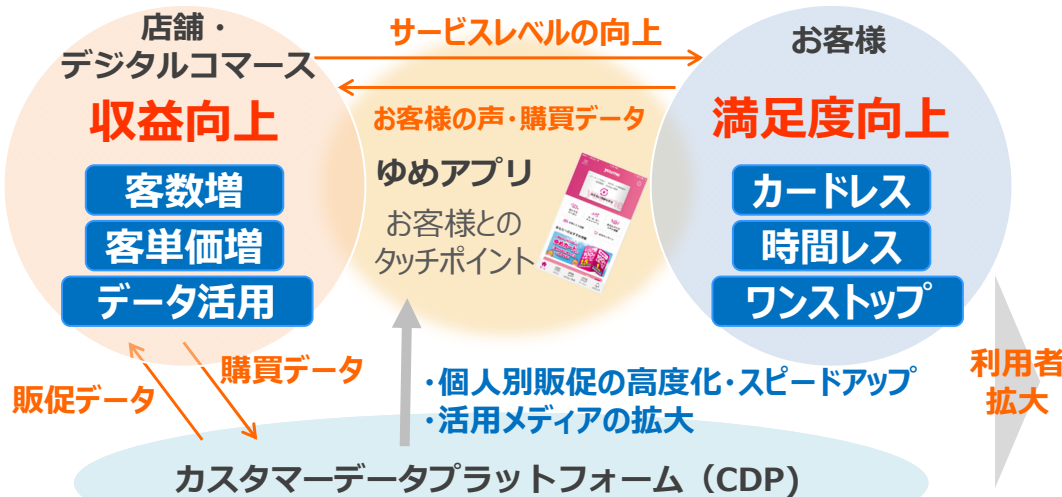 店舗・
デジタルコマース
収益向上
客数増
客単価増
データ活用
サービスレベルの向上
お客様の声・購買データ
ゆめアプリ
お客様との
タッチポイント
お客様
満足度向上
カードレス
時間レス
ワンストップ
販促データ
購買データ
・個人別販促の高度化・スピードアップ
・活用メディアの拡大
利用者
拡大
カスタマーデータプラットフォーム（CDP)